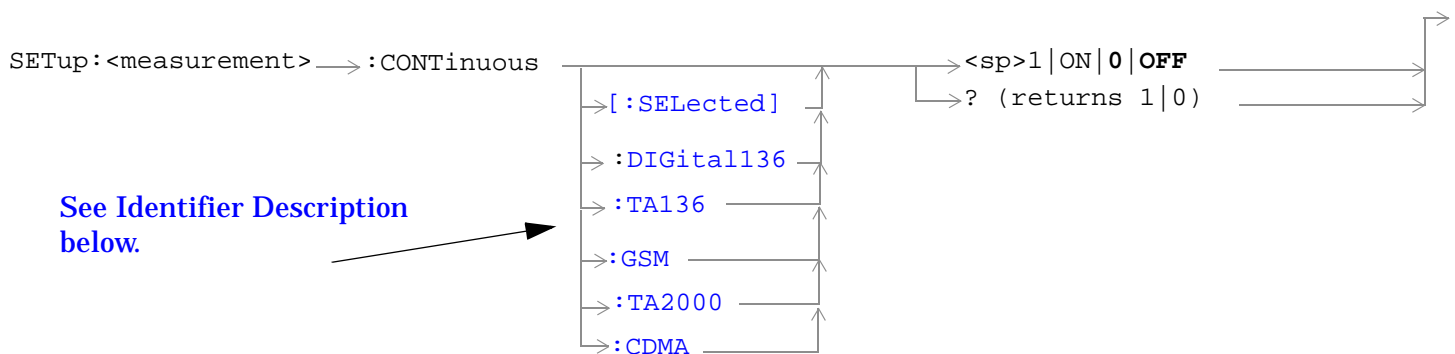 SETup:<measurement> :CONTinuous <sp>1|ON|0|OFF
[:SELected] ? (returns 1|0)
:DIGital136
See Identifier Description
:TA136
below.
:GSM
:TA2000
:CDMA